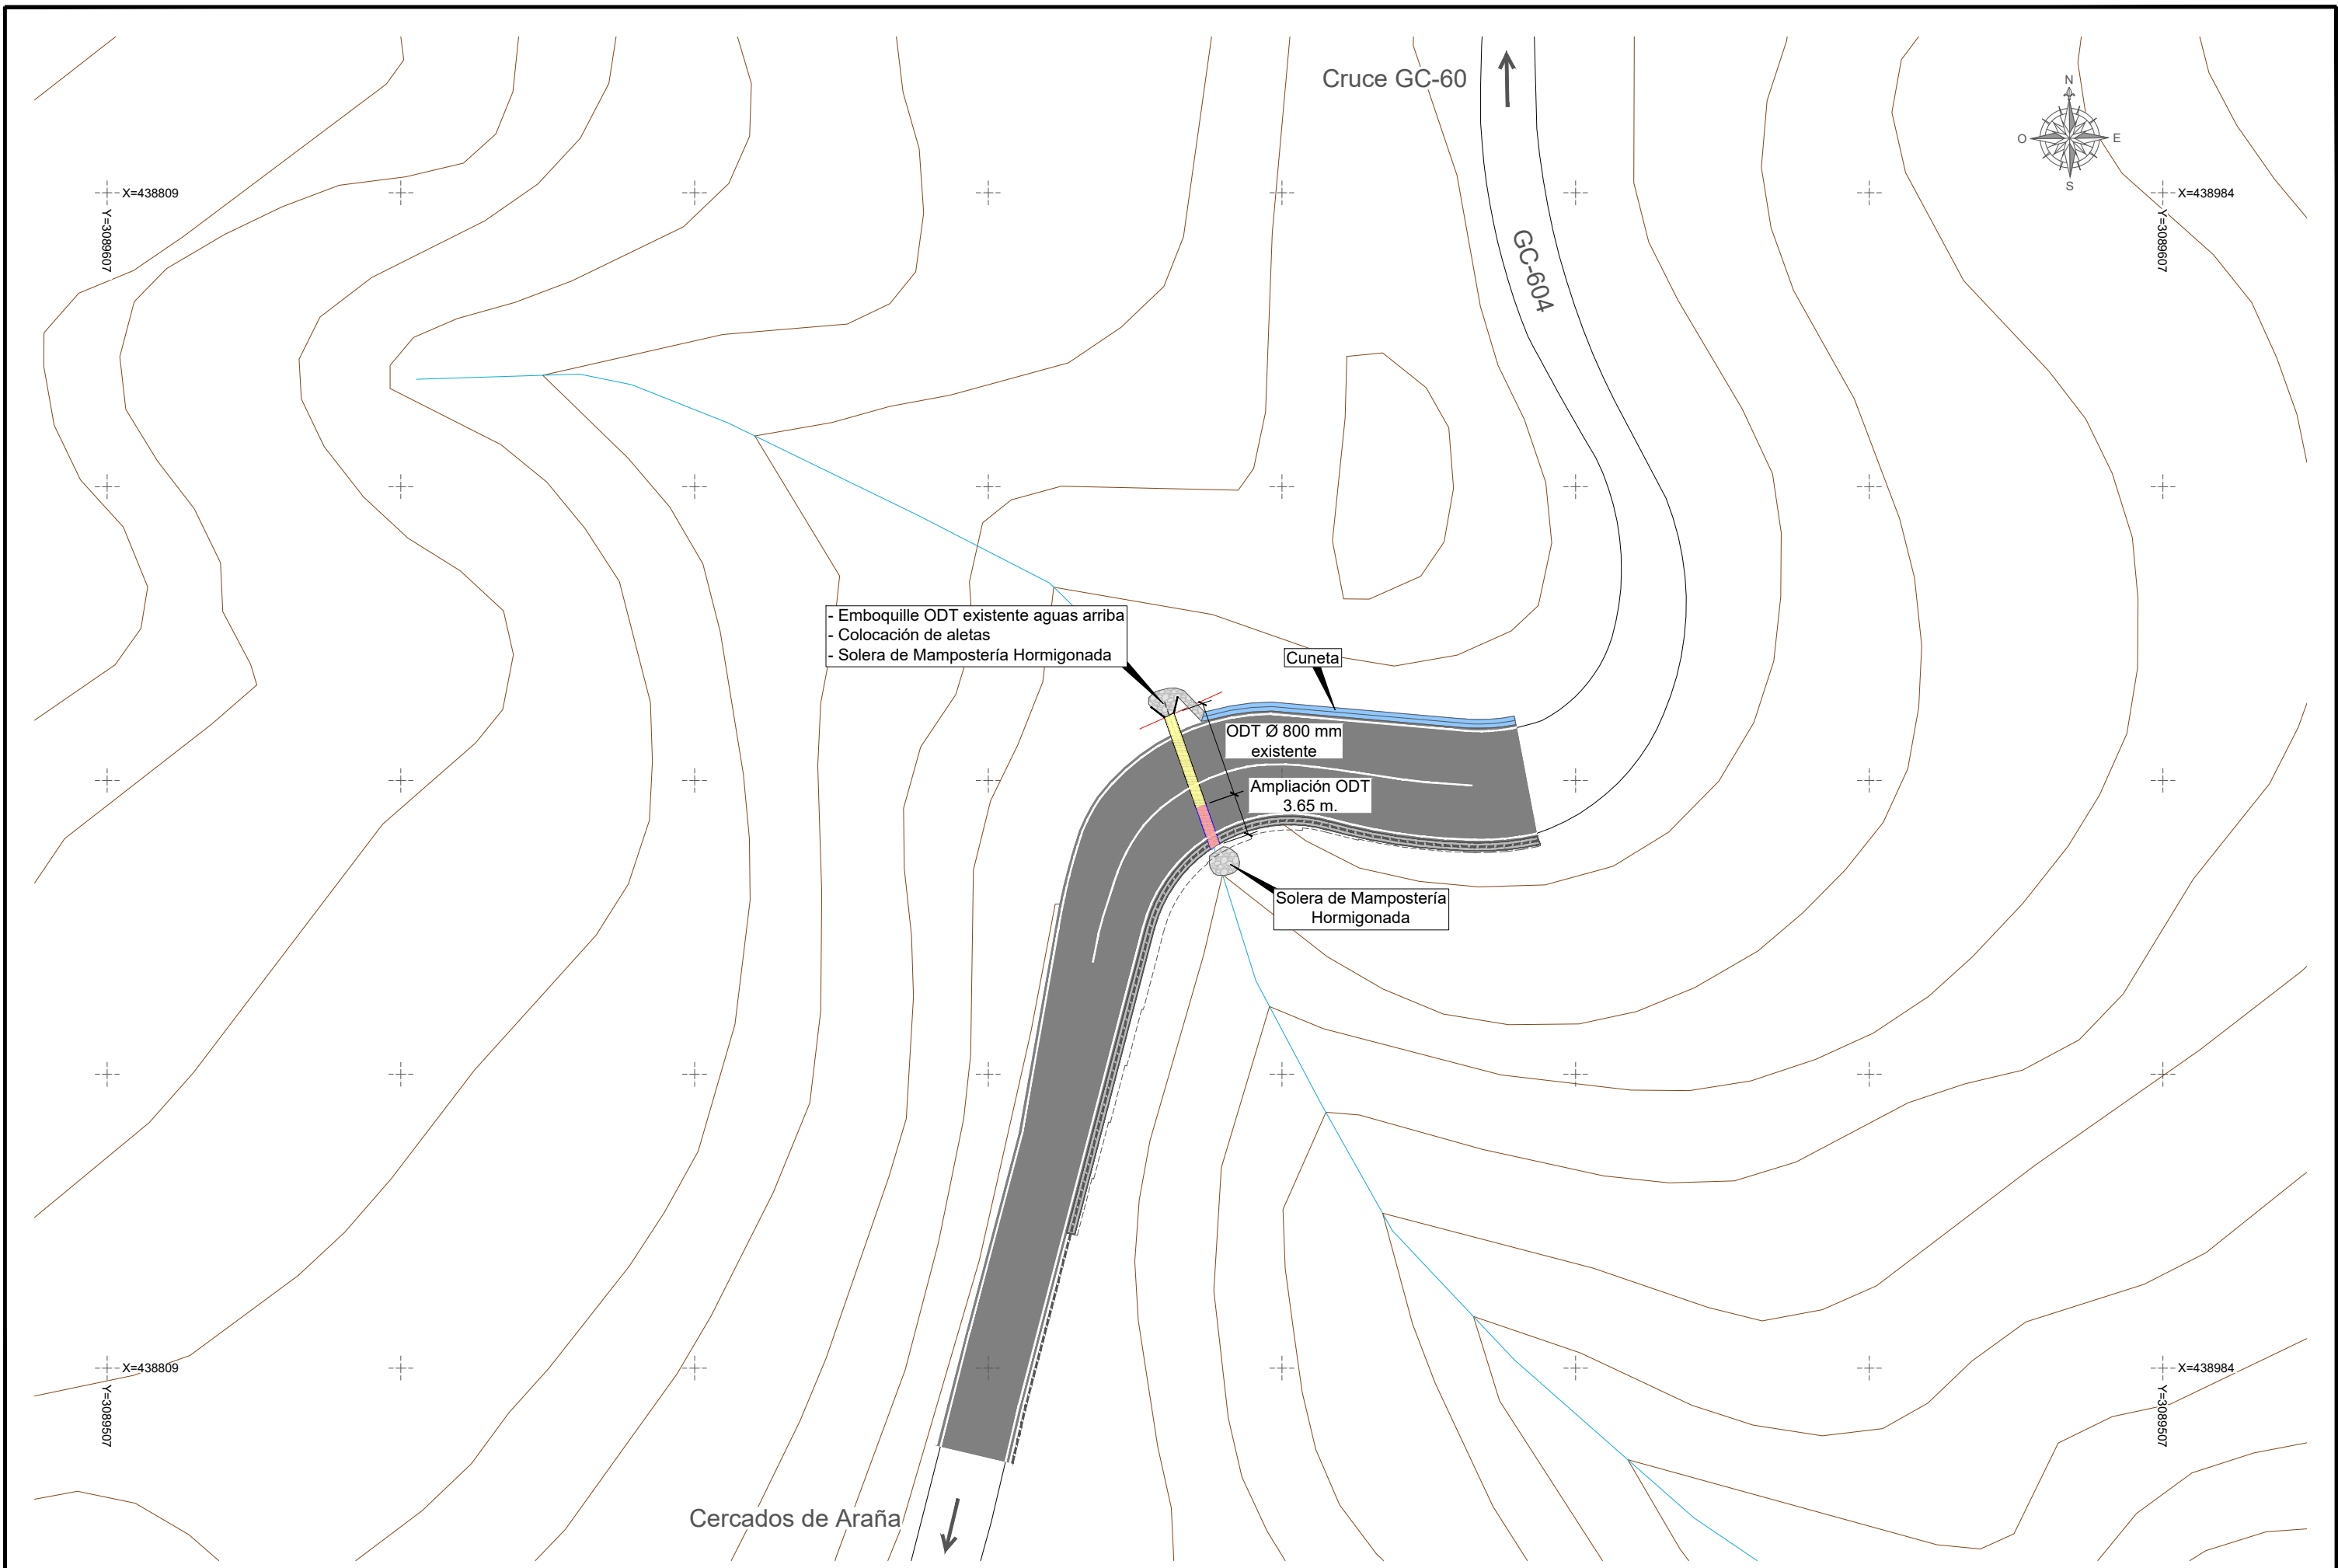 Cruce GC-60
N
O
E
S
X=438809
Y=3089607
X=438984
Y=3089607
GC-604
- Emboquille ODT existente aguas arriba
- Colocación de aletas
- Solera de Mampostería Hormigonada
Cuneta
ODT Ø 800 mm
existente
Ampliación ODT
3.65 m.
Solera de Mampostería
Hormigonada
X=438809
Y=3089507
X=438984
Y=3089507
Cercados de Araña